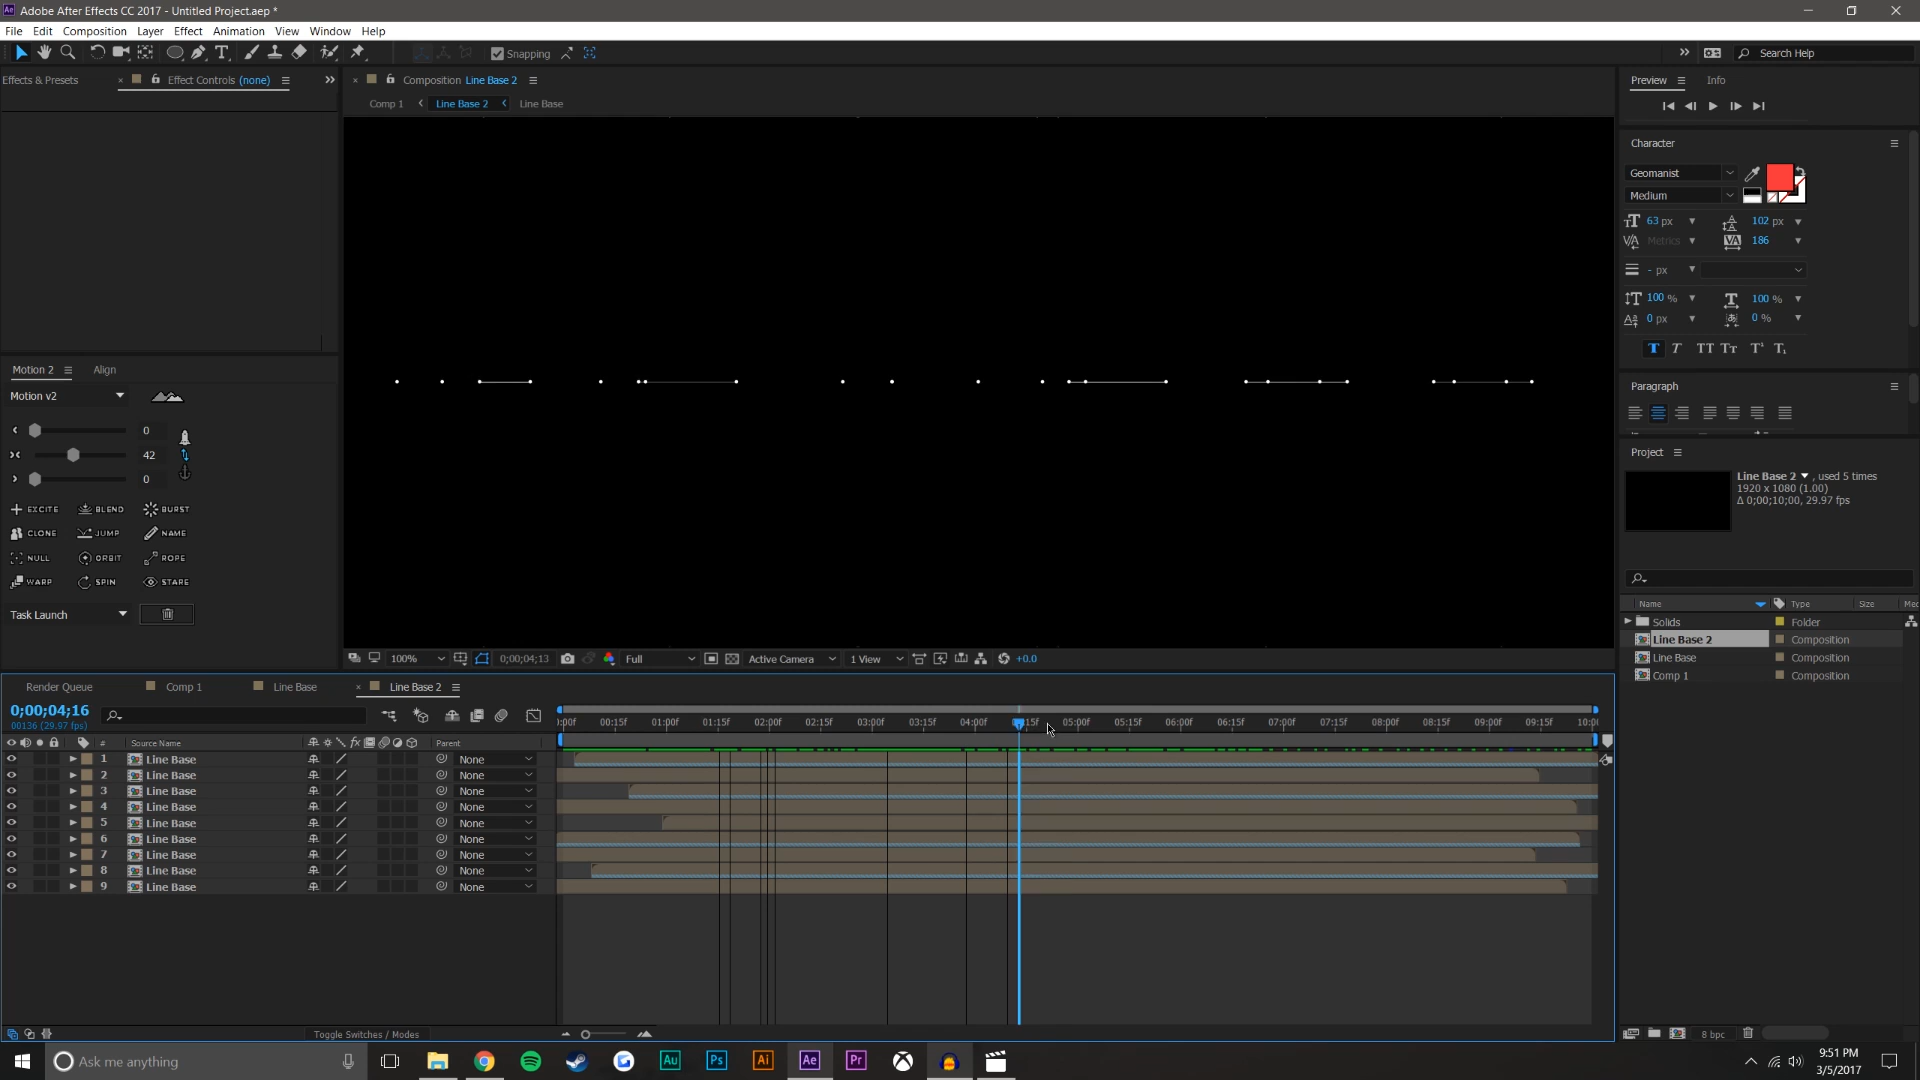 Adobe After Effects CC 2017 - Untitled Project.aep *
File Edit Composition Layer Effect Animation View Window Help
Snapping
Search Help
Effects & Presets
Effect Controls (none)
Composition Line Base 2
Comp 1
Line Base 2
Line Base
Preview
Info
Character
Geomanist
Medium
63 px
102 px
Metrics
186
- px
100 %
100 %
0 px
0 %
Paragraph
Motion 2
Align
Motion v2
0
42
0
EXCITE BLEND BURST
CLONE JUMP NAME
NULL ORBIT ROPE
WARP SPIN STARE
Task Launch
Project
Line Base 2 , used 5 times
1920 x 1080 (1.00)
Δ 0;00;10;00, 29.97 fps
Name Type Size
Solids Folder
Line Base 2 Composition
Line Base Composition
Comp 1 Composition
8 bpc
100%
0;00;04;13
Full
Active Camera
1 View
+0.0
Render Queue
Comp 1
Line Base
Line Base 2
0;00;04;16
00136 (29.97 fps)
00:15f 01:00f 01:15f 02:00f 02:15f 03:00f 03:15f 04:00f 05:00f 05:15f 06:00f 06:15f 07:00f 07:15f 08:00f 08:15f 09:00f 09:15f
# Source Name Parent
1 Line Base None
2 Line Base None
3 Line Base None
4 Line Base None
5 Line Base None
6 Line Base None
7 Line Base None
8 Line Base None
9 Line Base None
Toggle Switches / Modes
Ask me anything
9:51 PM
3/5/2017